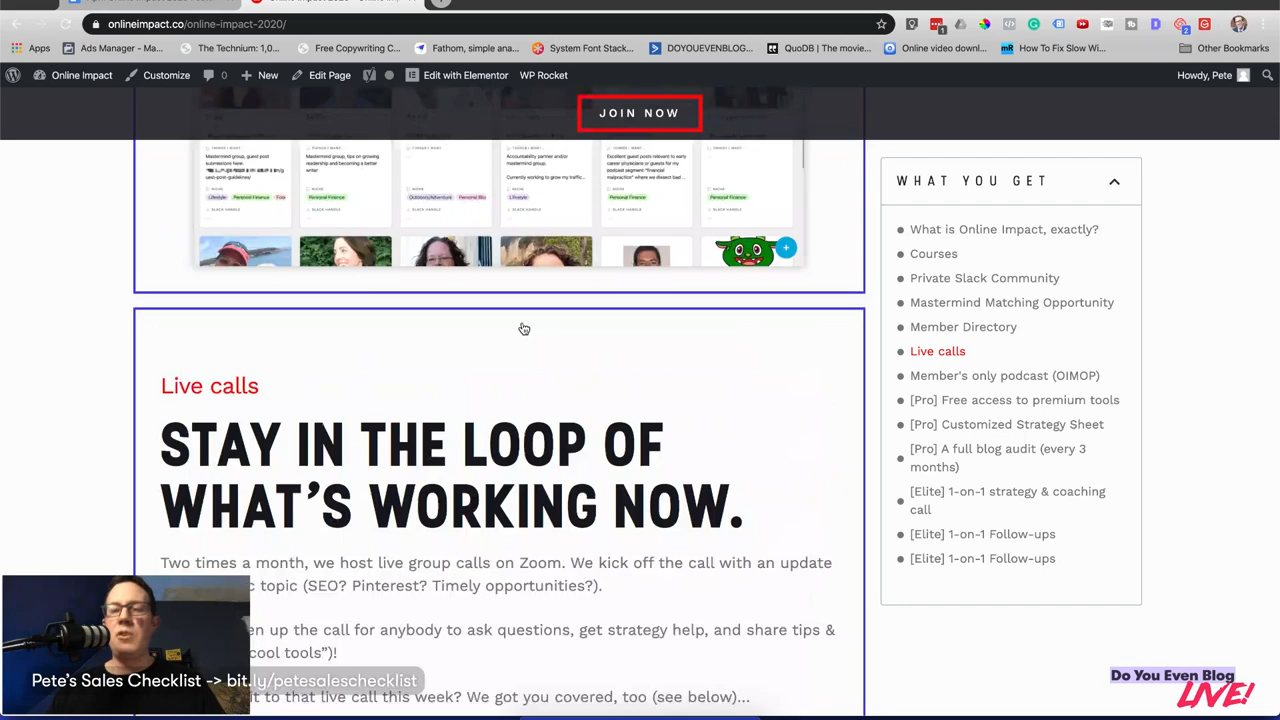 onlineimpact.co/online-impact-2020/
Apps
Ads Manager - Ma...
The Technium: 1,0...
Free Copywriting C...
Fathom, simple ana...
System Font Stack...
DOYOUEVENBLOG...
QuoDB | The movie...
Online video downl...
How To Fix Slow Wi...
Other Bookmarks
Online Impact
Customize
0
New
Edit Page
Edit with Elementor
WP Rocket
Howdy, Pete
JOIN NOW
Live calls
STAY IN THE LOOP OF
WHAT'S WORKING NOW.
Two times a month, we host live group calls on Zoom. We kick off the call with an update
topic (SEO? Pinterest? Timely opportunities?).
up the call for anybody to ask questions, get strategy help, and share tips &
cool tools")!
to that live call this week? We got you covered, too (see below)...
WHAT YOU GET
What is Online Impact, exactly?
Courses
Private Slack Community
Mastermind Matching Opportunity
Member Directory
Live calls
Member's only podcast (OIMOP)
[Pro] Free access to premium tools
[Pro] Customized Strategy Sheet
[Pro] A full blog audit (every 3
months)
[Elite] 1-on-1 strategy & coaching
call
[Elite] 1-on-1 Follow-ups
[Elite] 1-on-1 Follow-ups
Pete's Sales Checklist -> bit.ly/petesaleschecklist
Do You Even Blog
LIVE!